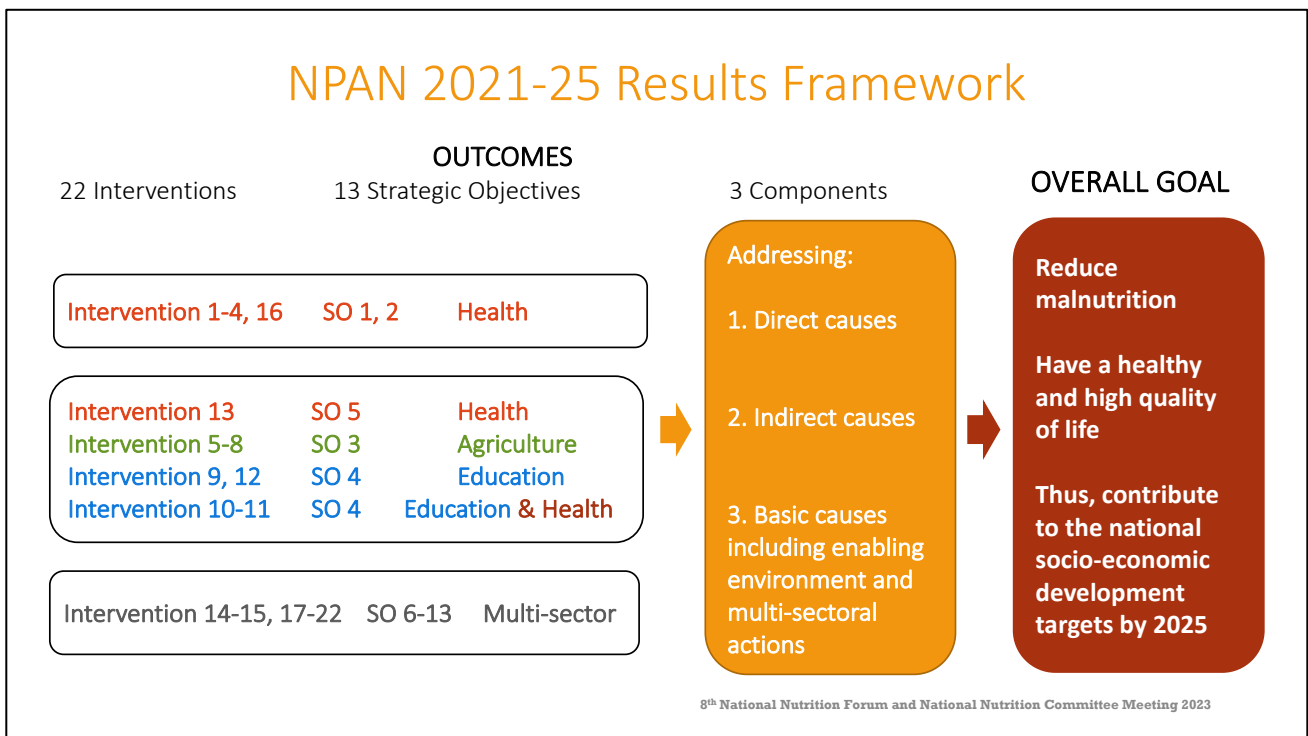 NPAN 2021-25 Results Framework
OUTCOMES
22 Interventions 13 Strategic Objectives 3 Components OVERALL GOAL
Intervention 1-4, 16 SO 1, 2 Health
Intervention 13 SO 5 Health
Intervention 5-8 SO 3 Agriculture
Intervention 9, 12 SO 4 Education
Intervention 10-11 SO 4 Education & Health
Intervention 14-15, 17-22 SO 6-13 Multi-sector
Addressing:
1. Direct causes
2. Indirect causes
3. Basic causes
including enabling
environment and
multi-sectoral
actions
Reduce
malnutrition
Have a healthy
and high quality
of life
Thus, contribute
to the national
socio-economic
development
targets by 2025
8th National Nutrition Forum and National Nutrition Committee Meeting 2023